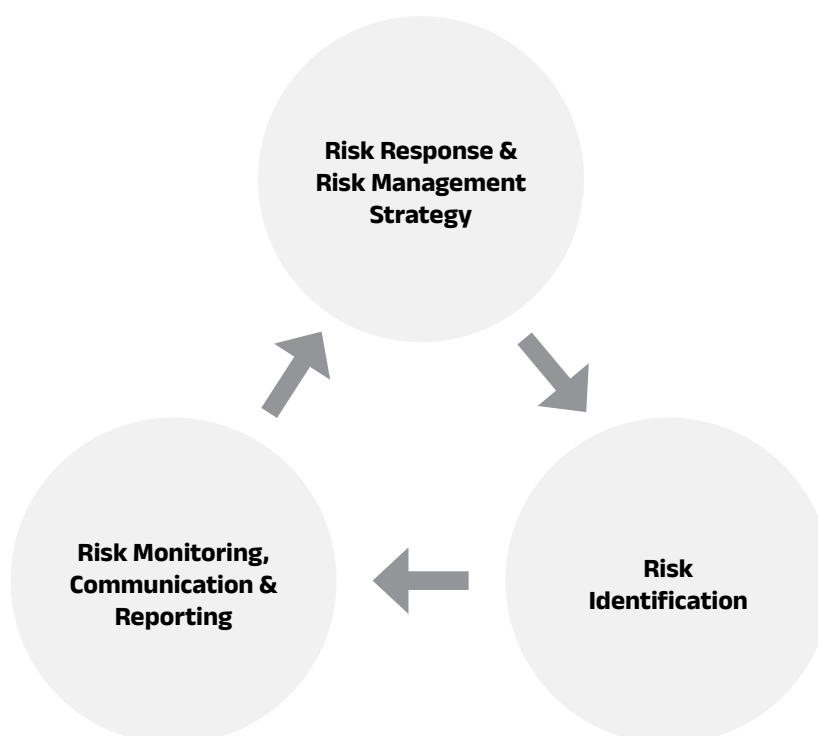 Risk Response &
Risk Management
Strategy
Risk Monitoring,
Communication &
Reporting
Risk
Identification